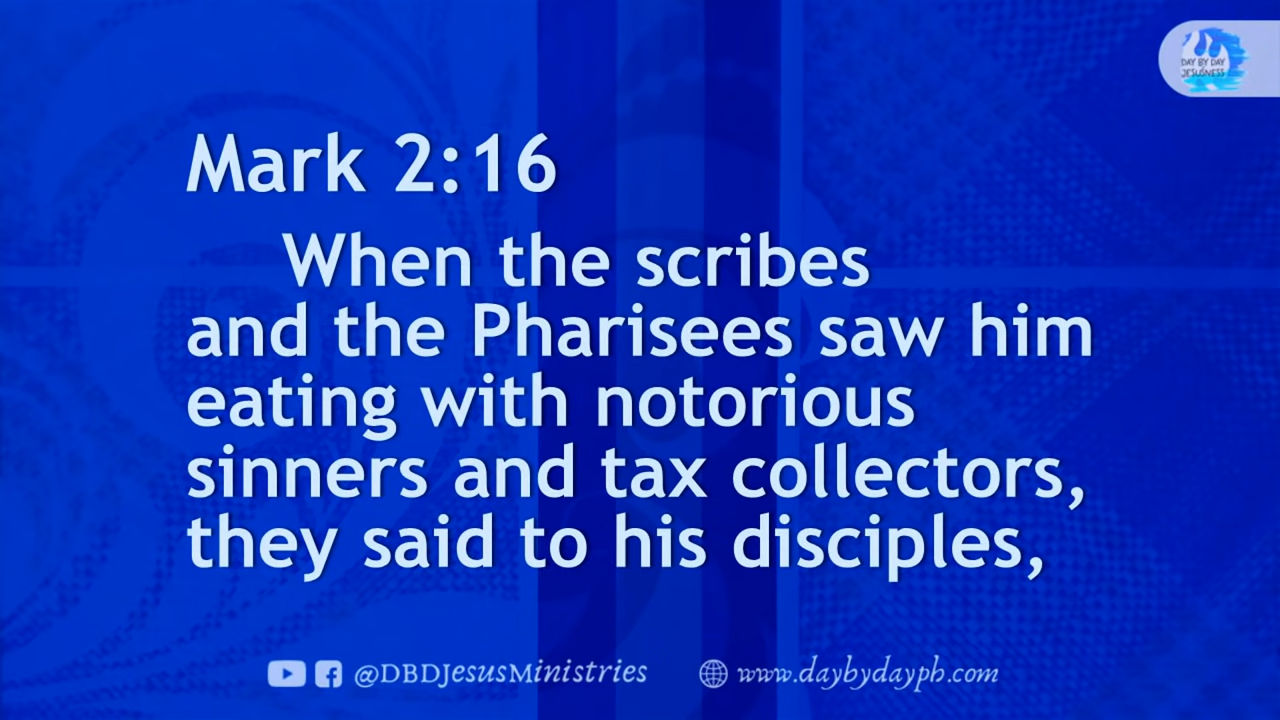 DAY BY DAY
JESUSNESS
Mark 2:16
When the scribes
and the Pharisees saw him
eating with notorious
sinners and tax collectors,
they said to his disciples,
@DBDJesusMinistries
www.daybydayph.com